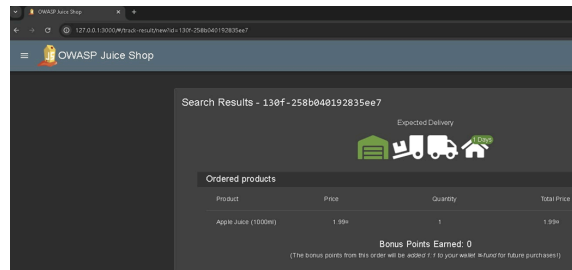 OWASP Juice Shop
127.0.0.1:3000/#/track-result/new?id=130f-258b040192835ee7
OWASP Juice Shop
Search Results - 130f-258b040192835ee7
Expected Delivery
1 Days
Ordered products
Product Price Quantity Total Price
Apple Juice (1000ml) 1.99¤ 1 1.99¤
Bonus Points Earned: 0
(The bonus points from this order will be added 1:1 to your wallet ¤-fund for future purchases!)